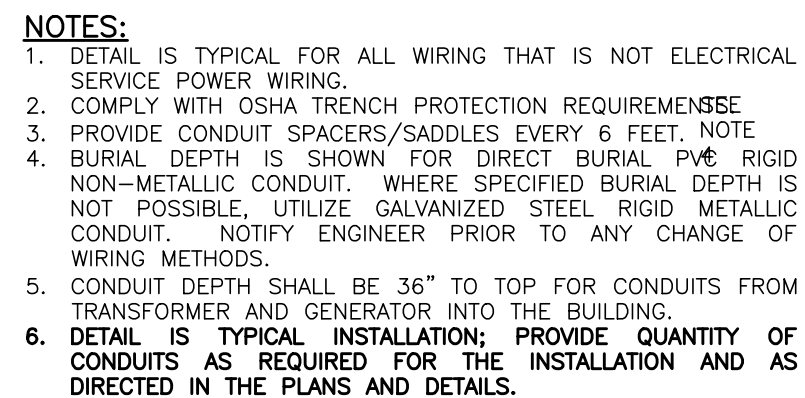 NOTES:
1. DETAIL IS TYPICAL FOR ALL WIRING THAT IS NOT ELECTRICAL
SERVICE POWER WIRING.
2. COMPLY WITH OSHA TRENCH PROTECTION REQUIREMENTS.
3. PROVIDE CONDUIT SPACERS/SADDLES EVERY 6 FEET.
4. BURIAL DEPTH IS SHOWN FOR DIRECT BURIAL PVC RIGID
NON-METALLIC CONDUIT. WHERE SPECIFIED BURIAL DEPTH IS
NOT POSSIBLE, UTILIZE GALVANIZED STEEL RIGID METALLIC
CONDUIT. NOTIFY ENGINEER PRIOR TO ANY CHANGE OF
WIRING METHODS.
5. CONDUIT DEPTH SHALL BE 36" TO TOP FOR CONDUITS FROM
TRANSFORMER AND GENERATOR INTO THE BUILDING.
6. DETAIL IS TYPICAL INSTALLATION; PROVIDE QUANTITY OF
CONDUITS AS REQUIRED FOR THE INSTALLATION AND AS
DIRECTED IN THE PLANS AND DETAILS.
SEE
NOTE
4